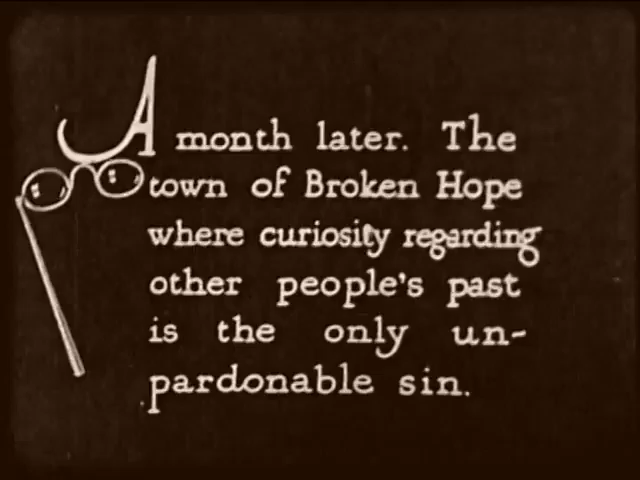 A month later. The
town of Broken Hope
where curiosity regarding
other people's past
is the only un-
pardonable sin.